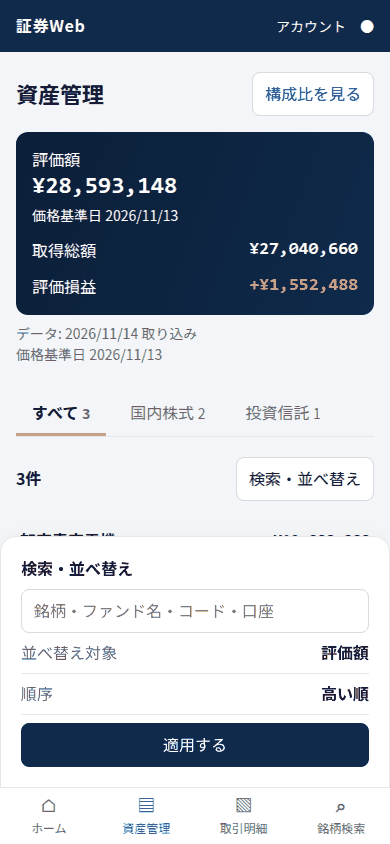 証券Web
アカウント
資産管理
構成比を見る
評価額
¥28,593,148
価格基準日 2026/11/13
取得総額 ¥27,040,660
評価損益 +¥1,552,488
データ: 2026/11/14 取り込み
価格基準日 2026/11/13
すべて 3 国内株式 2 投資信託 1
3件
検索・並べ替え
検索・並べ替え
銘柄・ファンド名・コード・口座
並べ替え対象 評価額
順序 高い順
適用する
ホーム 資産管理 取引明細 銘柄検索